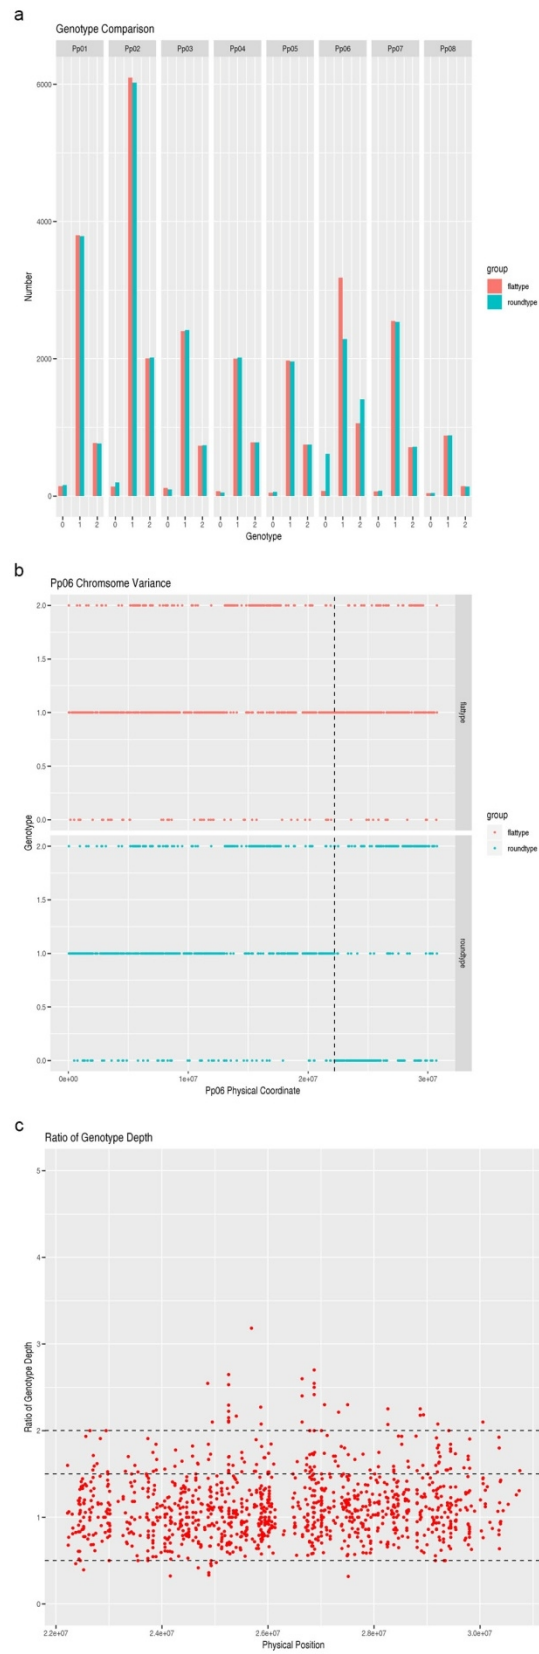 a
Genotype Comparison
Pp01 Pp02 Pp03 Pp04 Pp05 Pp06 Pp07 Pp08
6000
4000
2000
0
Number
0 1 2 0 1 2 0 1 2 0 1 2 0 1 2 0 1 2 0 1 2 0 1 2
Genotype
group
flattype
roundtype
b
Pp06 Chromsome Variance
2.0
1.5
1.0
0.5
0.0
flattype
Genotype
2.0
1.5
1.0
0.5
0.0
roundtype
0e+00 1e+07 2e+07 3e+07
Pp06 Physical Coordinate
group
flattype
roundtype
c
Ratio of Genotype Depth
5
4
3
2
1
0
Ratio of Genotype Depth
2.2e+07 2.4e+07 2.6e+07 2.8e+07 3.0e+07
Physical Position